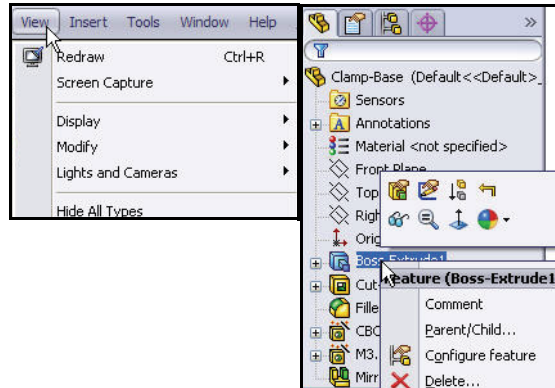 View Insert Tools Window Help
Redraw Ctrl+R
Screen Capture
Display
Modify
Lights and Cameras
Hide All Types
»
Clamp-Base (Default<<Default>_
Sensors
A Annotations
Material <not specified>
Front Plane
Top
Righ
Orig
Boss-Extrude1
Cut
Feature (Boss-Extrude1
Fille
Comment
CBO
Parent/Child...
M3.
Configure feature
Mirr
Delete...